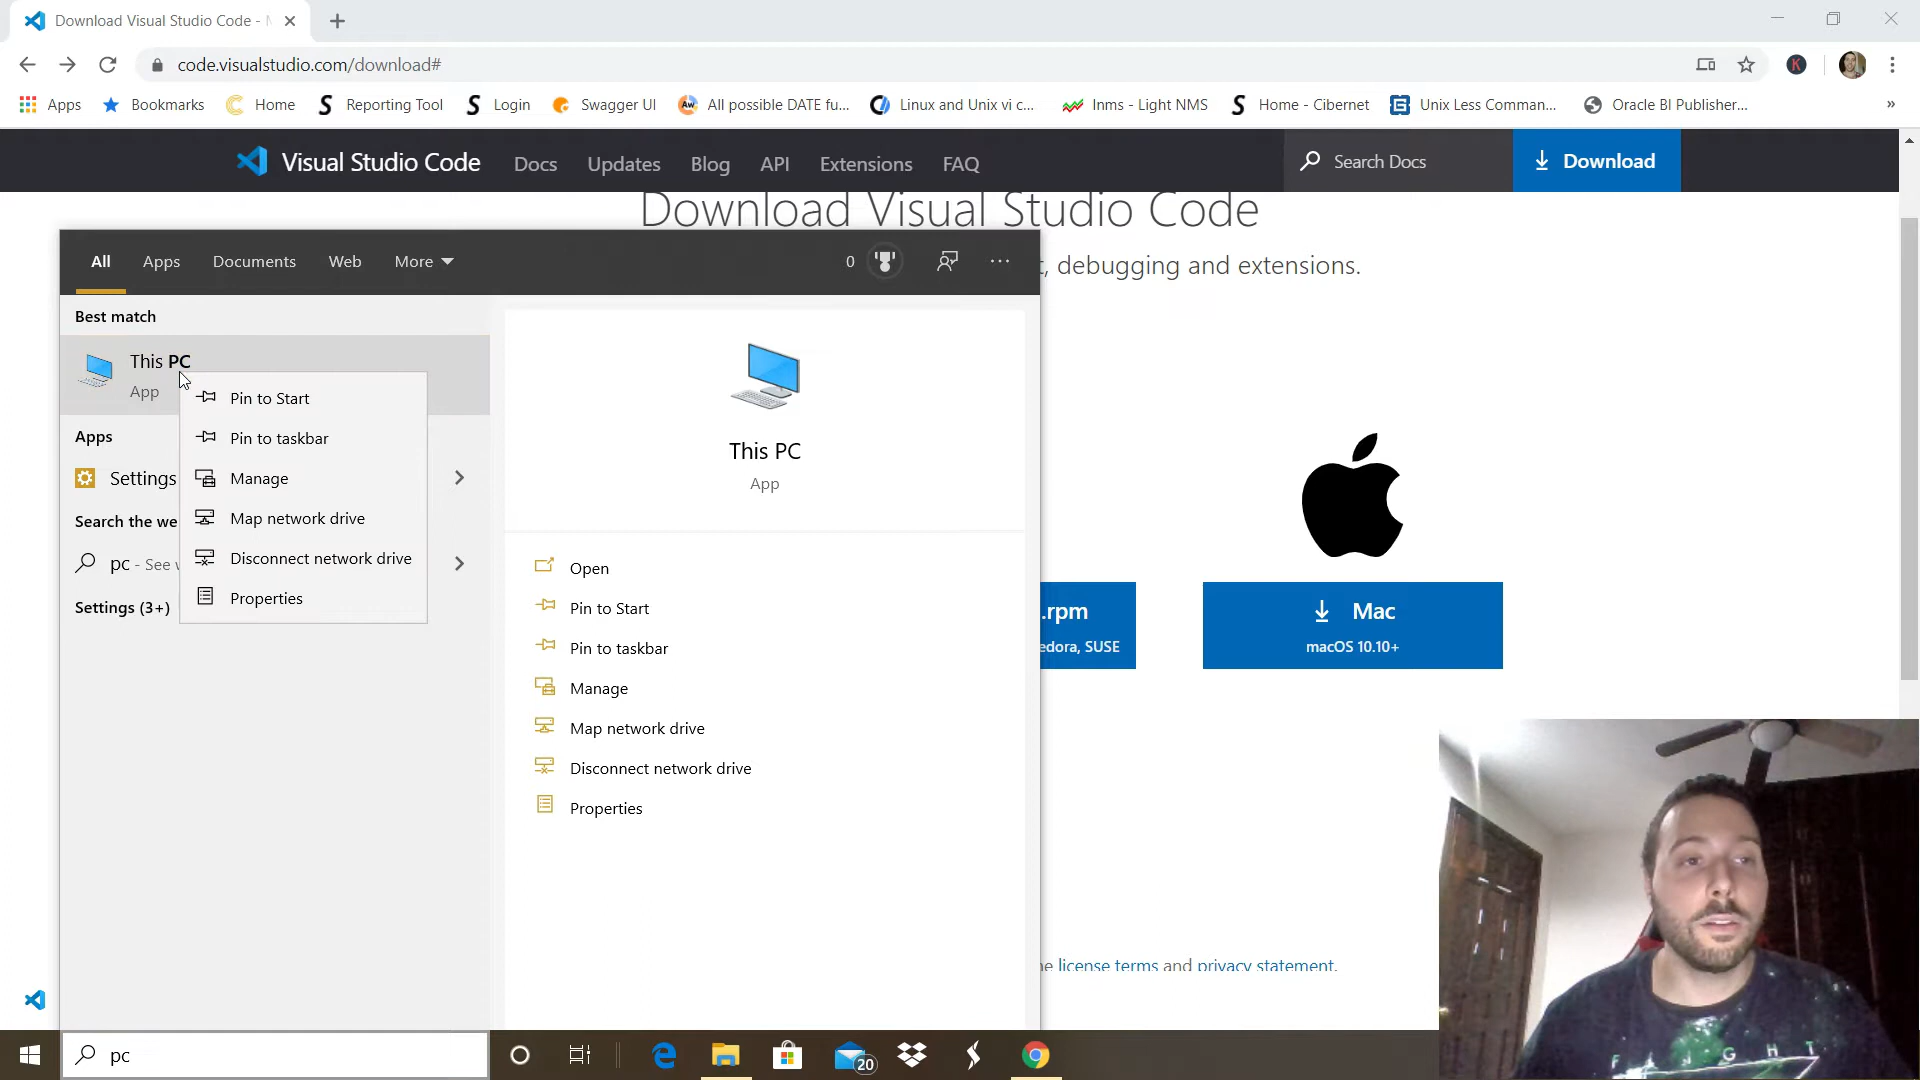 Download Visual Studio Code -
code.visualstudio.com/download#
Apps
Bookmarks
Home
Reporting Tool
Login
Swagger UI
All possible DATE fu...
Linux and Unix vi c...
lnms - Light NMS
Home - Cibernet
Unix Less Comman...
Oracle BI Publisher...
»
K
Visual Studio Code
Docs
Updates
Blog
API
Extensions
FAQ
Search Docs
Download
Download Visual Studio Code
, debugging and extensions.
All
Apps
Documents
Web
More
0
Best match
This PC
App
Apps
Settings
Search the we
pc - See
Settings (3+)
Pin to Start
Pin to taskbar
Manage
Map network drive
Disconnect network drive
Properties
This PC
App
Open
Pin to Start
Pin to taskbar
Manage
Map network drive
Disconnect network drive
Properties
.rpm
edora, SUSE
Mac
macOS 10.10+
license terms and privacy statement.
pc
20